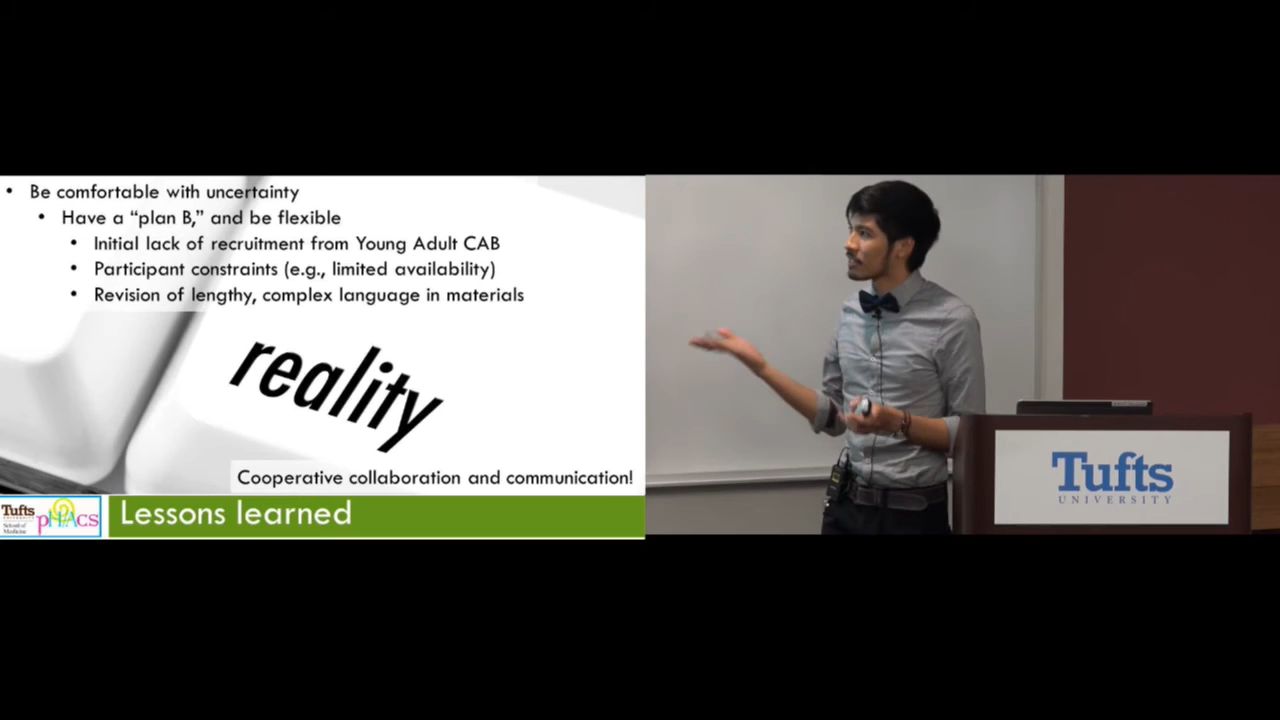 • Be comfortable with uncertainty
• Have a “plan B,” and be flexible
• Initial lack of recruitment from Young Adult CAB
• Participant constraints (e.g., limited availability)
• Revision of lengthy, complex language in materials
reality
Cooperative collaboration and communication!
Tufts
UNIVERSITY
School of
Medicine
pHACS
Lessons learned
Tufts
UNIVERSITY